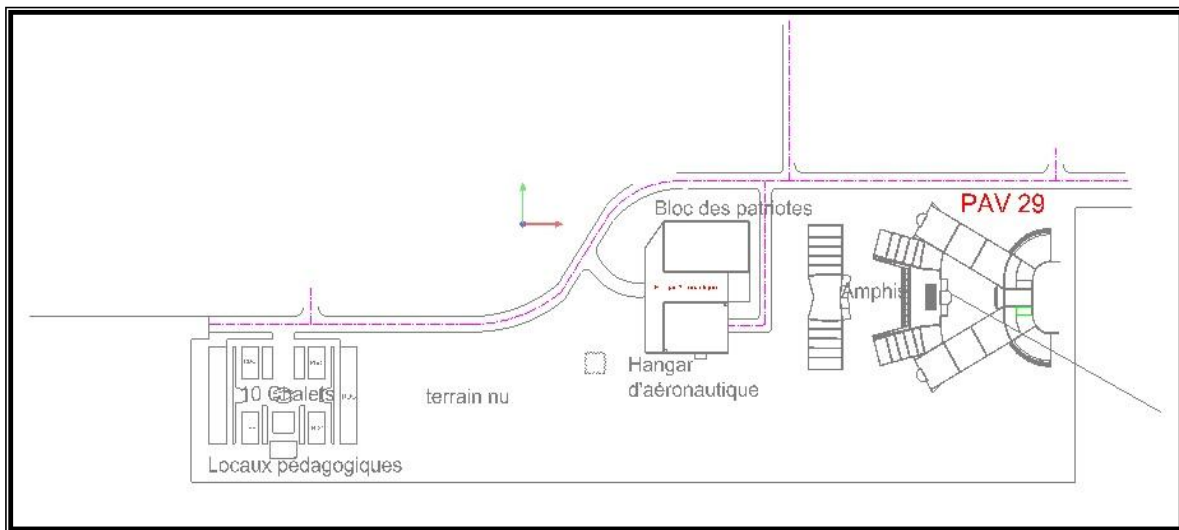 PAV 29
Bloc des patriotes
Amphis
Hangar
d'aéronautique
10 Chalets
terrain nu
Locaux pédagogiques